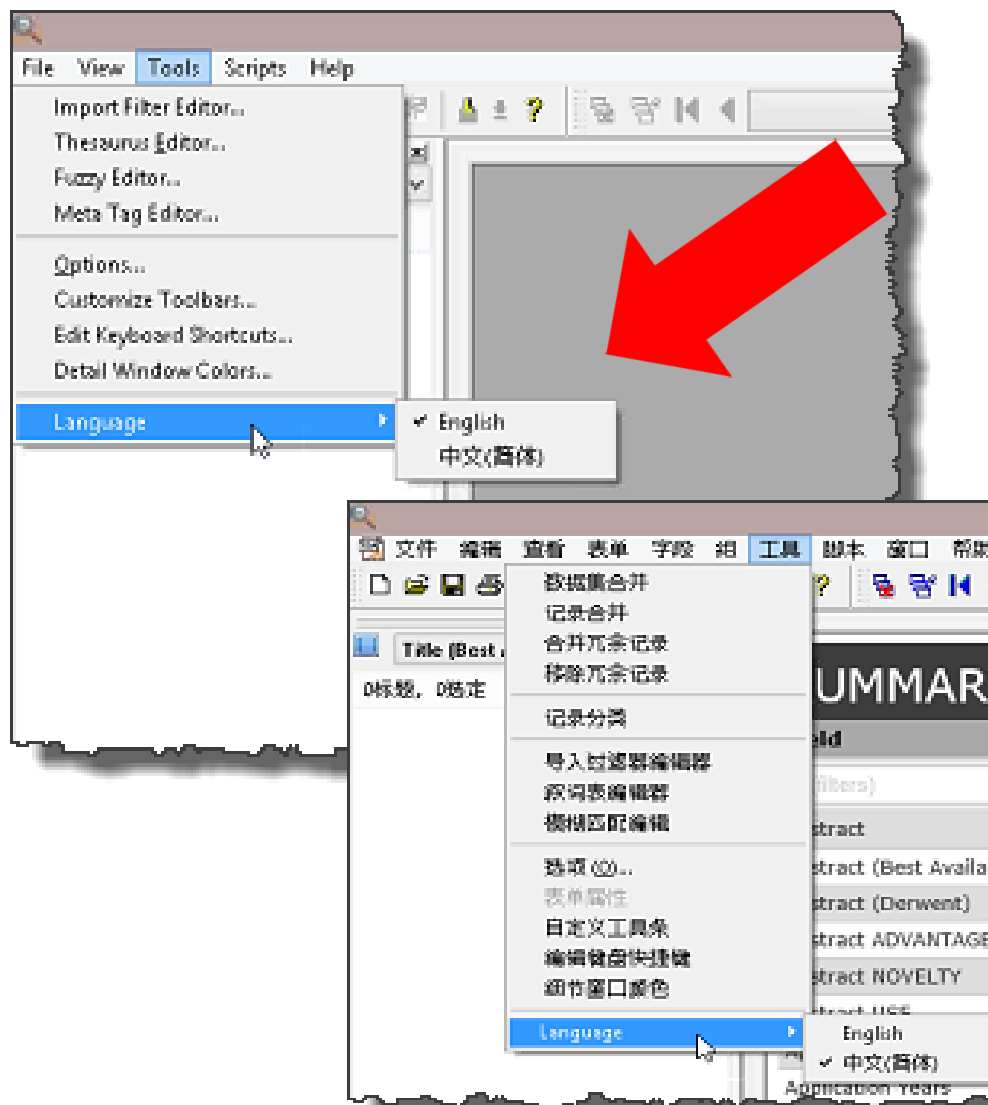 File View Tools Scripts Help
Import Filter Editor...
Thesaurus Editor...
Fuzzy Editor...
Meta Tag Editor...
Options...
Customize Toolbars...
Edit Keyboard Shortcuts...
Detail Window Colors...
Language
✓ English
中文(简体)
文件 编辑 查看 表单 字段 组 工具 脚本 窗口 帮助
数据集合并
记录合并
合并冗余记录
移除冗余记录
Title (Best
0标题, 0选定
UMMAR
记录分类
eld
导入过滤器编辑器
filters)
叙词表编辑器
模糊匹配编辑
stract
选项(O)...
stract (Best Availa
表单属性
stract (Derwent)
自定义工具条
stract ADVANTAGE
编辑键盘快捷键
stract NOVELTY
细节窗口颜色
stract USE
Language
English
✓ 中文(简体)
Application Years